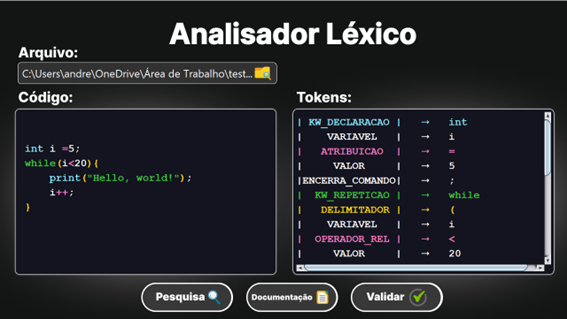 Analisador Léxico
Arquivo:
C:\Users\andre\OneDrive\Área de Trabalho\test...
Código:
int i =5;
while(i<20){
    print("Hello, world!");
    i++;
}
Tokens:
| KW_DECLARACAO | → int
| VARIAVEL | → i
| ATRIBUICAO | → =
| VALOR | → 5
|ENCERRA_COMANDO| → ;
| KW_REPETICAO | → while
| DELIMITADOR | → (
| VARIAVEL | → i
| OPERADOR_REL | → <
| VALOR | → 20
Pesquisa
Documentação
Validar